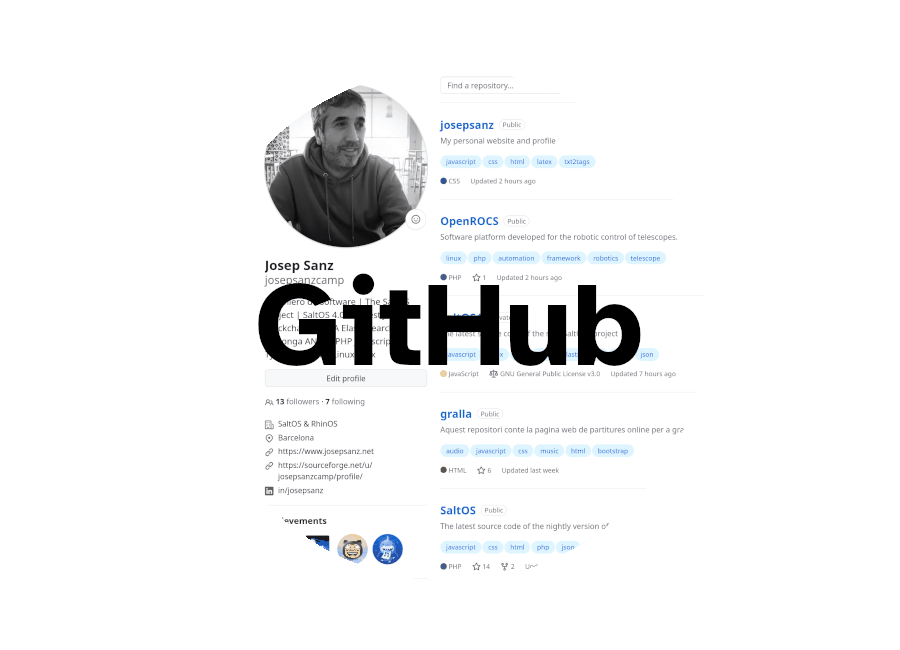 Josep Sanz
josepsanzcamp
GitHub
Edit profile
13 followers · 7 following
SaltOS & RhinOS
Barcelona
https://www.josepsanz.net
https://sourceforge.net/u/
josepsanzcamp/profile/
in/josepsanz
Find a repository...
josepsanz Public
My personal website and profile
javascript css html latex txt2tags
CSS Updated 2 hours ago
OpenROCS Public
Software platform developed for the robotic control of telescopes.
linux php automation framework robotics telescope
PHP 1 Updated 2 hours ago
project
json
JavaScript GNU General Public License v3.0 Updated 7 hours ago
gralla Public
Aquest repositori conte la pagina web de partitures online per a
audio javascript css music html bootstrap
HTML 6 Updated last week
SaltOS Public
The latest source code of the nightly version
javascript css html php json
PHP 14 2